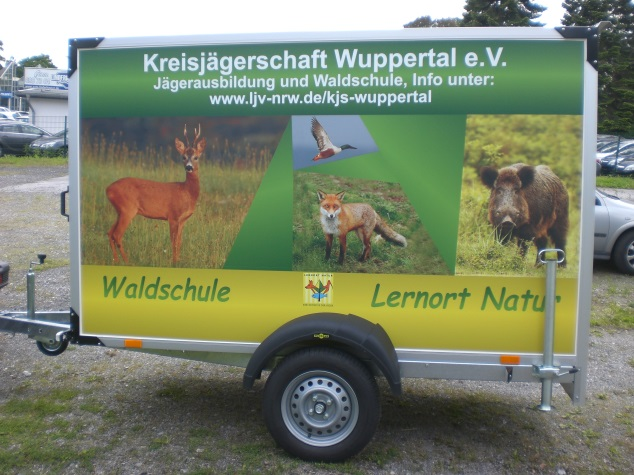 Kreisjägerschaft Wuppertal e.V.
Jägerausbildung und Waldschule, Info unter:
www.ljv-nrw.de/kjs-wuppertal
Waldschule
Lernort Natur